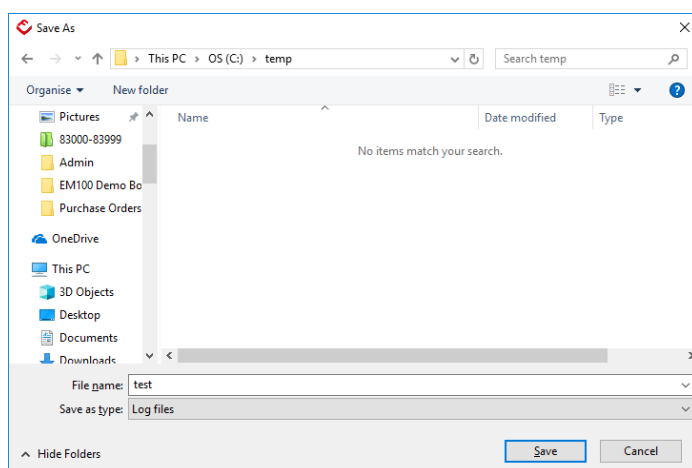 Save As
This PC > OS (C:) > temp
Search temp
Organise
New folder
Pictures
83000-83999
Admin
EM100 Demo Bo
Purchase Orders
OneDrive
This PC
3D Objects
Desktop
Documents
Downloads
Name
Date modified
Type
No items match your search.
File name: test
Save as type: Log files
Hide Folders
Save
Cancel